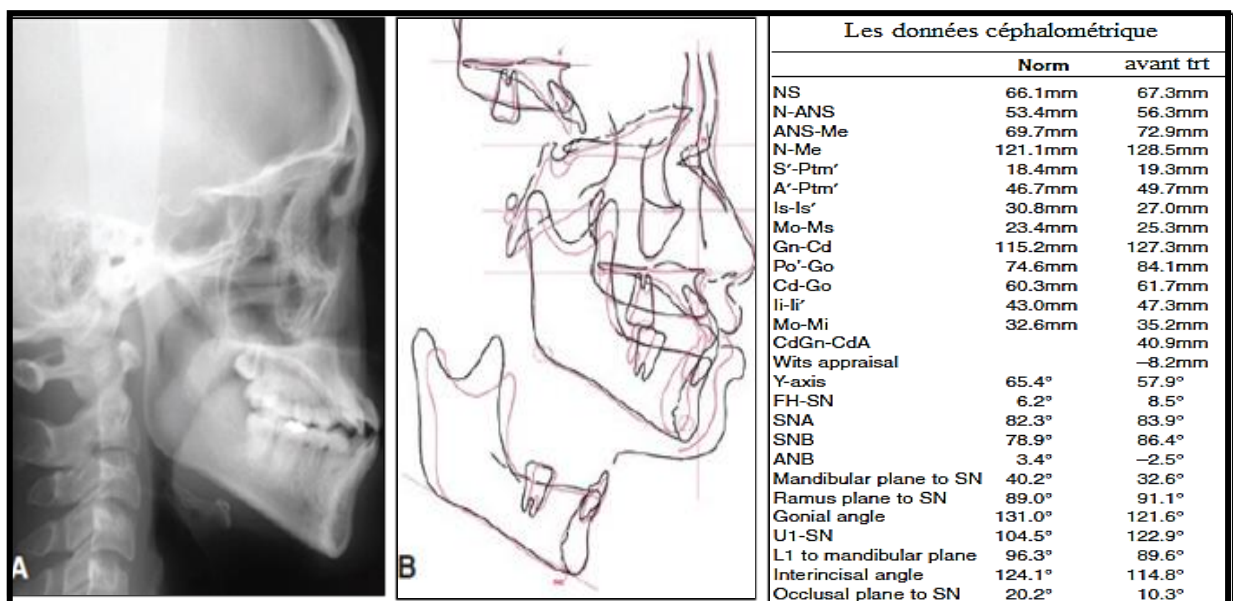 Les données céphalométrique
Norm avant trt
NS 66.1mm 67.3mm
N-ANS 53.4mm 56.3mm
ANS-Me 69.7mm 72.9mm
N-Me 121.1mm 128.5mm
S′-Ptm′ 18.4mm 19.3mm
A′-Ptm′ 46.7mm 49.7mm
Is-Is′ 30.8mm 27.0mm
Mo-Ms 23.4mm 25.3mm
Gn-Cd 115.2mm 127.3mm
Po′-Go 74.6mm 84.1mm
Cd-Go 60.3mm 61.7mm
Ii-Ii′ 43.0mm 47.3mm
Mo-Mi 32.6mm 35.2mm
CdGn-CdA 40.9mm
Wits appraisal –8.2mm
Y-axis 65.4° 57.9°
FH-SN 6.2° 8.5°
SNA 82.3° 83.9°
SNB 78.9° 86.4°
ANB 3.4° –2.5°
Mandibular plane to SN 40.2° 32.6°
Ramus plane to SN 89.0° 91.1°
Gonial angle 131.0° 121.6°
U1-SN 104.5° 122.9°
L1 to mandibular plane 96.3° 89.6°
Interincisal angle 124.1° 114.8°
Occlusal plane to SN 20.2° 10.3°
A
B